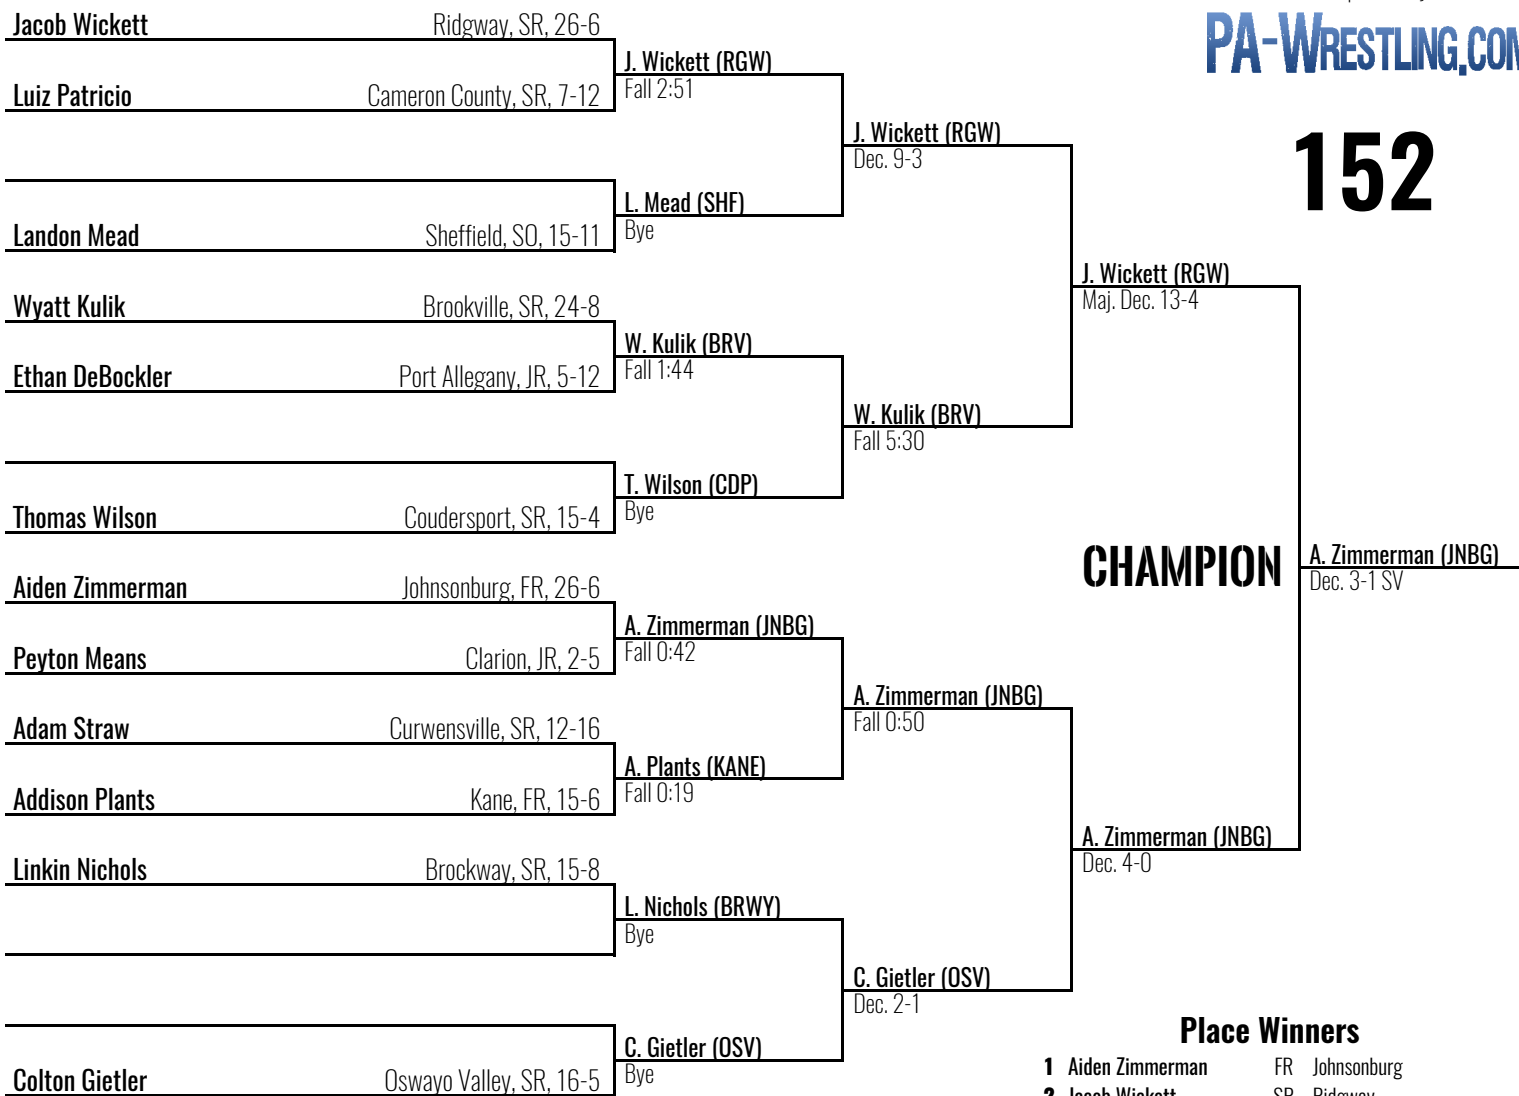 PA-WRESTLING.COM
152
Jacob Wickett Ridgway, SR, 26-6
J. Wickett (RGW)
Fall 2:51
Luiz Patricio Cameron County, SR, 7-12
J. Wickett (RGW)
Dec. 9-3
L. Mead (SHF)
Bye
Landon Mead Sheffield, SO, 15-11
J. Wickett (RGW)
Maj. Dec. 13-4
Wyatt Kulik Brookville, SR, 24-8
W. Kulik (BRV)
Fall 1:44
Ethan DeBockler Port Allegany, JR, 5-12
W. Kulik (BRV)
Fall 5:30
T. Wilson (CDP)
Bye
Thomas Wilson Coudersport, SR, 15-4
CHAMPION
A. Zimmerman (JNBG)
Dec. 3-1 SV
Aiden Zimmerman Johnsonburg, FR, 26-6
A. Zimmerman (JNBG)
Fall 0:42
Peyton Means Clarion, JR, 2-5
A. Zimmerman (JNBG)
Fall 0:50
Adam Straw Curwensville, SR, 12-16
A. Plants (KANE)
Fall 0:19
Addison Plants Kane, FR, 15-6
A. Zimmerman (JNBG)
Dec. 4-0
Linkin Nichols Brockway, SR, 15-8
L. Nichols (BRWY)
Bye
C. Gietler (OSV)
Dec. 2-1
C. Gietler (OSV)
Bye
Colton Gietler Oswayo Valley, SR, 16-5
Place Winners
1 Aiden Zimmerman FR Johnsonburg
2 Jacob Wickett SR Ridgway